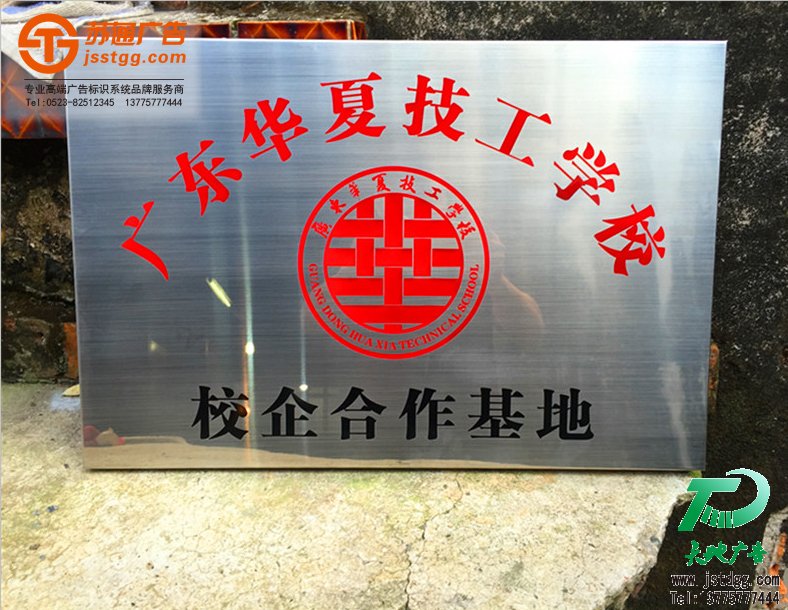 苏通广告
jsstgg.com
专业高端广告标识系统品牌服务商
Tel:0523-82512345 13775777444
广东华夏技工学校
廣東华夏技工学校
GUANG DONG HUA XIA TECHNICAL SCHOOL
校企合作基地
广告
www.jstdgg.com
Tel:13775777444